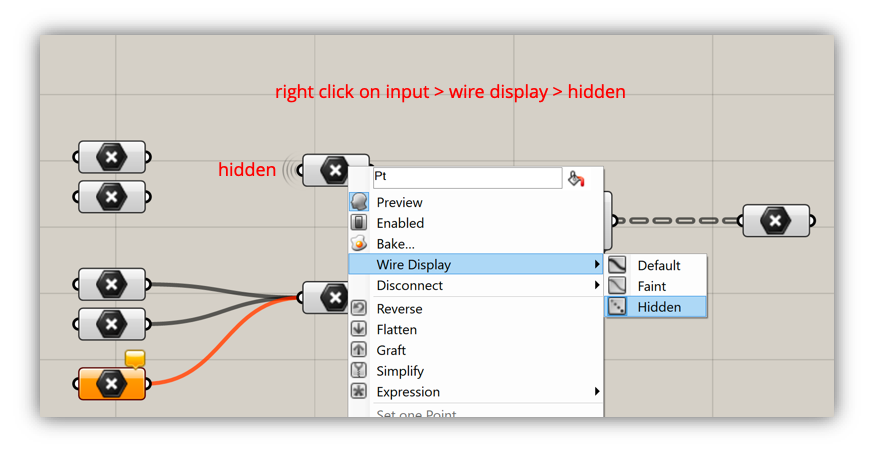 right click on input > wire display > hidden
hidden
Pt
Preview
Enabled
Bake...
Wire Display
Default
Disconnect
Faint
Hidden
Reverse
Flatten
Graft
Simplify
Expression
Set one Point